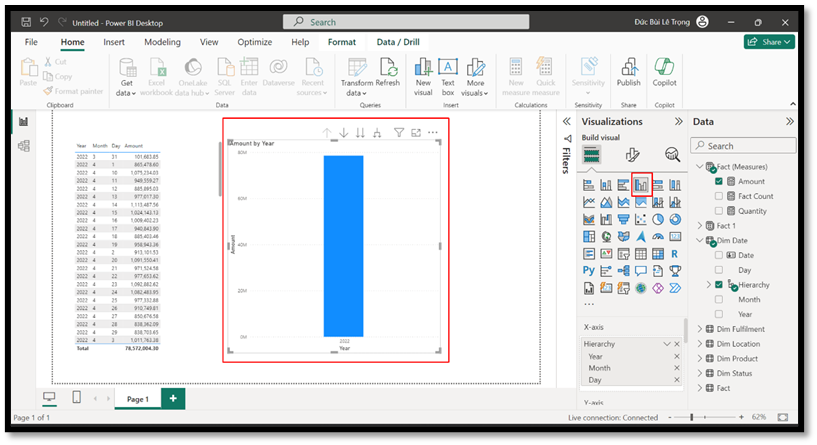 Untitled - Power BI Desktop
Search
Đức Bùi Lê Trọng
File Home Insert Modeling View Optimize Help Format Data / Drill
Share
Paste
Cut
Copy
Format painter
Get data
Excel workbook
OneLake data hub
SQL Server
Enter data
Dataverse
Recent sources
Transform data
Refresh
New visual
Text box
More visuals
New measure
Quick measure
Sensitivity
Publish
Copilot
Clipboard Data Queries Insert Calculations Sensitivity Share Copilot
Year Month Day Amount
2022 3 31 101,683.85
2022 4 1 865,478.60
2022 4 10 1,075,234.03
2022 4 11 949,559.27
2022 4 12 885,895.03
2022 4 13 977,017.30
2022 4 14 1,113,487.56
2022 4 15 1,024,143.13
2022 4 16 1,009,402.23
2022 4 17 940,843.90
2022 4 18 885,403.46
2022 4 19 958,942.36
2022 4 2 913,101.53
2022 4 20 1,091,550.41
2022 4 21 971,524.58
2022 4 22 977,653.62
2022 4 23 1,092,882.62
2022 4 24 1,082,483.95
2022 4 25 977,332.88
2022 4 26 910,749.81
2022 4 27 850,676.58
2022 4 28 838,362.09
2022 4 29 838,703.65
2022 4 3 1,011,763.38
Total 78,572,004.30
Amount by Year
80M
60M
40M
20M
0M
Amount
2022
Year
Filters
Visualizations
Build visual
R
Py
123
X-axis
Hierarchy
Year
Month
Day
Y-axis
Data
Search
Fact (Measures)
Amount
Fact Count
Quantity
Fact 1
Dim Date
Date
Day
Hierarchy
Month
Year
Dim Fulfilment
Dim Location
Dim Product
Dim Status
Fact
Page 1
Page 1 of 1
Live connection: Connected
62%